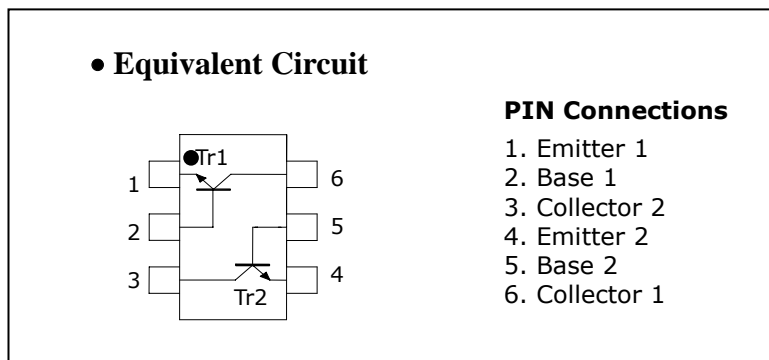 • Equivalent Circuit
PIN Connections
1. Emitter 1
2. Base 1
3. Collector 2
4. Emitter 2
5. Base 2
6. Collector 1
Tr1
1
6
2
5
3
4
Tr2